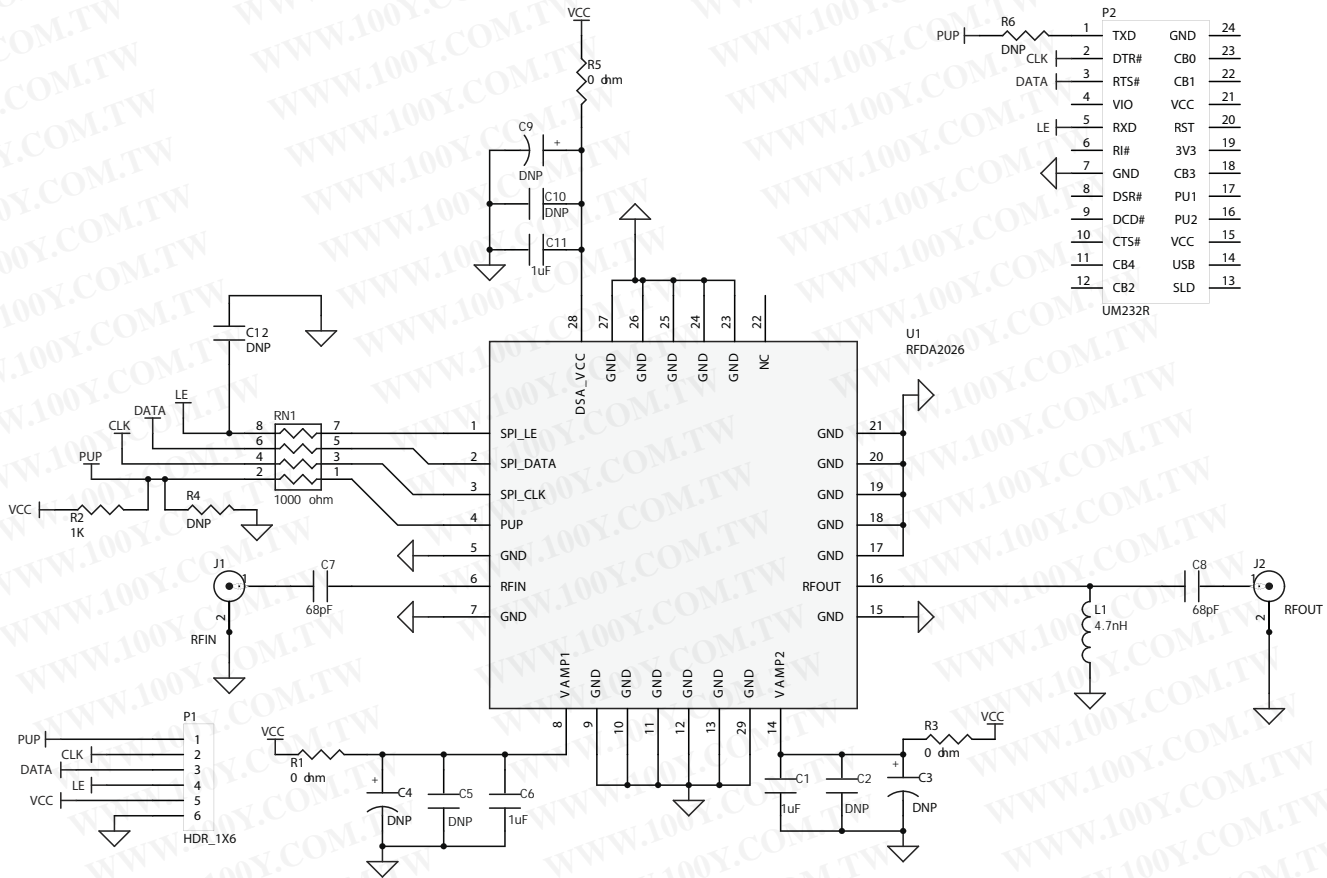 VCC
R5
0 ohm
C9
+
DNP
C10
DNP
C11
1uF
PUP
R6
DNP
CLK
DATA
LE
P2
1 TXD GND 24
2 DTR# CB0 23
3 RTS# CB1 22
4 VIO VCC 21
5 RXD RST 20
6 RI# 3V3 19
7 GND CB3 18
8 DSR# PU1 17
9 DCD# PU2 16
10 CTS# VCC 15
11 CB4 USB 14
12 CB2 SLD 13
UM232R
C12
DNP
28 27 26 25 24 23 22
DSA_VCC GND GND GND GND GND NC
U1
RFDA2026
LE
DATA
CLK
PUP
RN1
8 7
6 5
4 3
2 1
1000 ohm
VCC
R2
1K
R4
DNP
1 SPI_LE
2 SPI_DATA
3 SPI_CLK
4 PUP
5 GND
6 RFIN
7 GND
GND 21
GND 20
GND 19
GND 18
GND 17
RFOUT 16
GND 15
J1
1
2
RFIN
C7
68pF
C8
68pF
J2
1
2
RFOUT
L1
4.7nH
VAMP1 GND GND GND GND GND GND VAMP2
8 9 10 11 12 13 29 14
P1
PUP 1
CLK 2
DATA 3
LE 4
VCC 5
6
HDR_1X6
VCC
R1
0 ohm
+
C4
DNP
C5
DNP
C6
1uF
C1
1uF
C2
DNP
+
C3
DNP
R3
0 ohm
VCC
WWW.100Y.COM.TW